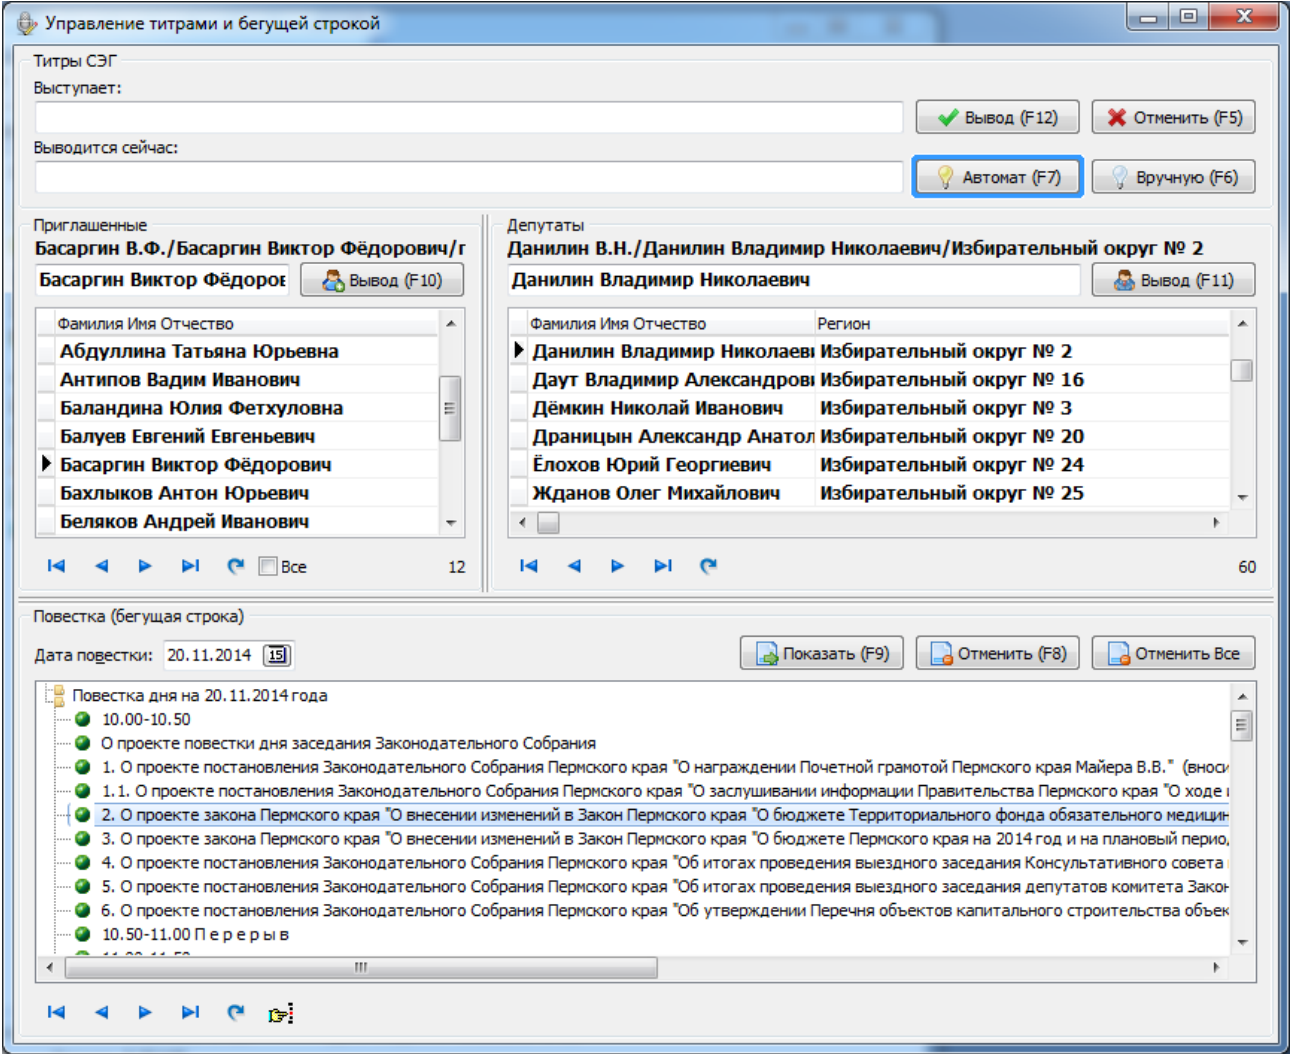 Управление титрами и бегущей строкой
Титры СЭГ
Выступает:
Вывод (F12)
Отменить (F5)
Выводится сейчас:
Автомат (F7)
Вручную (F6)
Приглашенные
Басаргин В.Ф./Басаргин Виктор Фёдорович/г
Басаргин Виктор Фёдоров
Вывод (F10)
Фамилия Имя Отчество
Абдуллина Татьяна Юрьевна
Антипов Вадим Иванович
Баландина Юлия Фетхуловна
Балуев Евгений Евгеньевич
Басаргин Виктор Фёдорович
Бахлыков Антон Юрьевич
Беляков Андрей Иванович
Все
12
Депутаты
Данилин В.Н./Данилин Владимир Николаевич/Избирательный округ № 2
Данилин Владимир Николаевич
Вывод (F11)
Фамилия Имя Отчество Регион
Данилин Владимир Николаеви Избирательный округ № 2
Даут Владимир Александрови Избирательный округ № 16
Дёмкин Николай Иванович Избирательный округ № 3
Драницын Александр Анатол Избирательный округ № 20
Ёлохов Юрий Георгиевич Избирательный округ № 24
Жданов Олег Михайлович Избирательный округ № 25
60
Повестка (бегущая строка)
Дата повестки: 20.11.2014 15
Показать (F9)
Отменить (F8)
Отменить Все
Повестка дня на 20.11.2014 года
10.00-10.50
О проекте повестки дня заседания Законодательного Собрания
1. О проекте постановления Законодательного Собрания Пермского края "О награждении Почетной грамотой Пермского края Майера В.В." (вноси
1.1. О проекте постановления Законодательного Собрания Пермского края "О заслушивании информации Правительства Пермского края "О ходе
2. О проекте закона Пермского края "О внесении изменений в Закон Пермского края "О бюджете Территориального фонда обязательного медицин
3. О проекте закона Пермского края "О внесении изменений в Закон Пермского края "О бюджете Пермского края на 2014 год и на плановый период
4. О проекте постановления Законодательного Собрания Пермского края "Об итогах проведения выездного заседания Консультативного совета
5. О проекте постановления Законодательного Собрания Пермского края "Об итогах проведения выездного заседания депутатов комитета Закон
6. О проекте постановления Законодательного Собрания Пермского края "Об утверждении Перечня объектов капитального строительства объек
10.50-11.00 П е р е р ы в